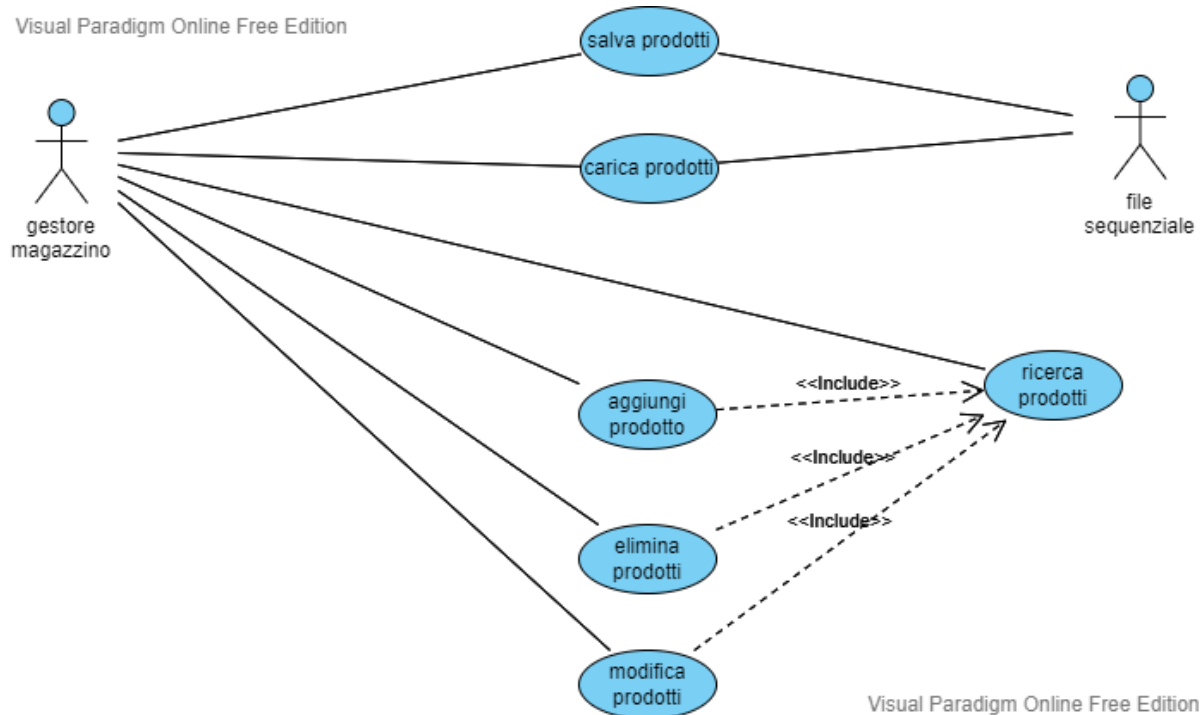 Visual Paradigm Online Free Edition
salva prodotti
carica prodotti
gestore
magazzino
file
sequenziale
ricerca
prodotti
<<Include>>
aggiungi
prodotto
<<Include>>
<<Include>>
elimina
prodotti
modifica
prodotti
Visual Paradigm Online Free Edition